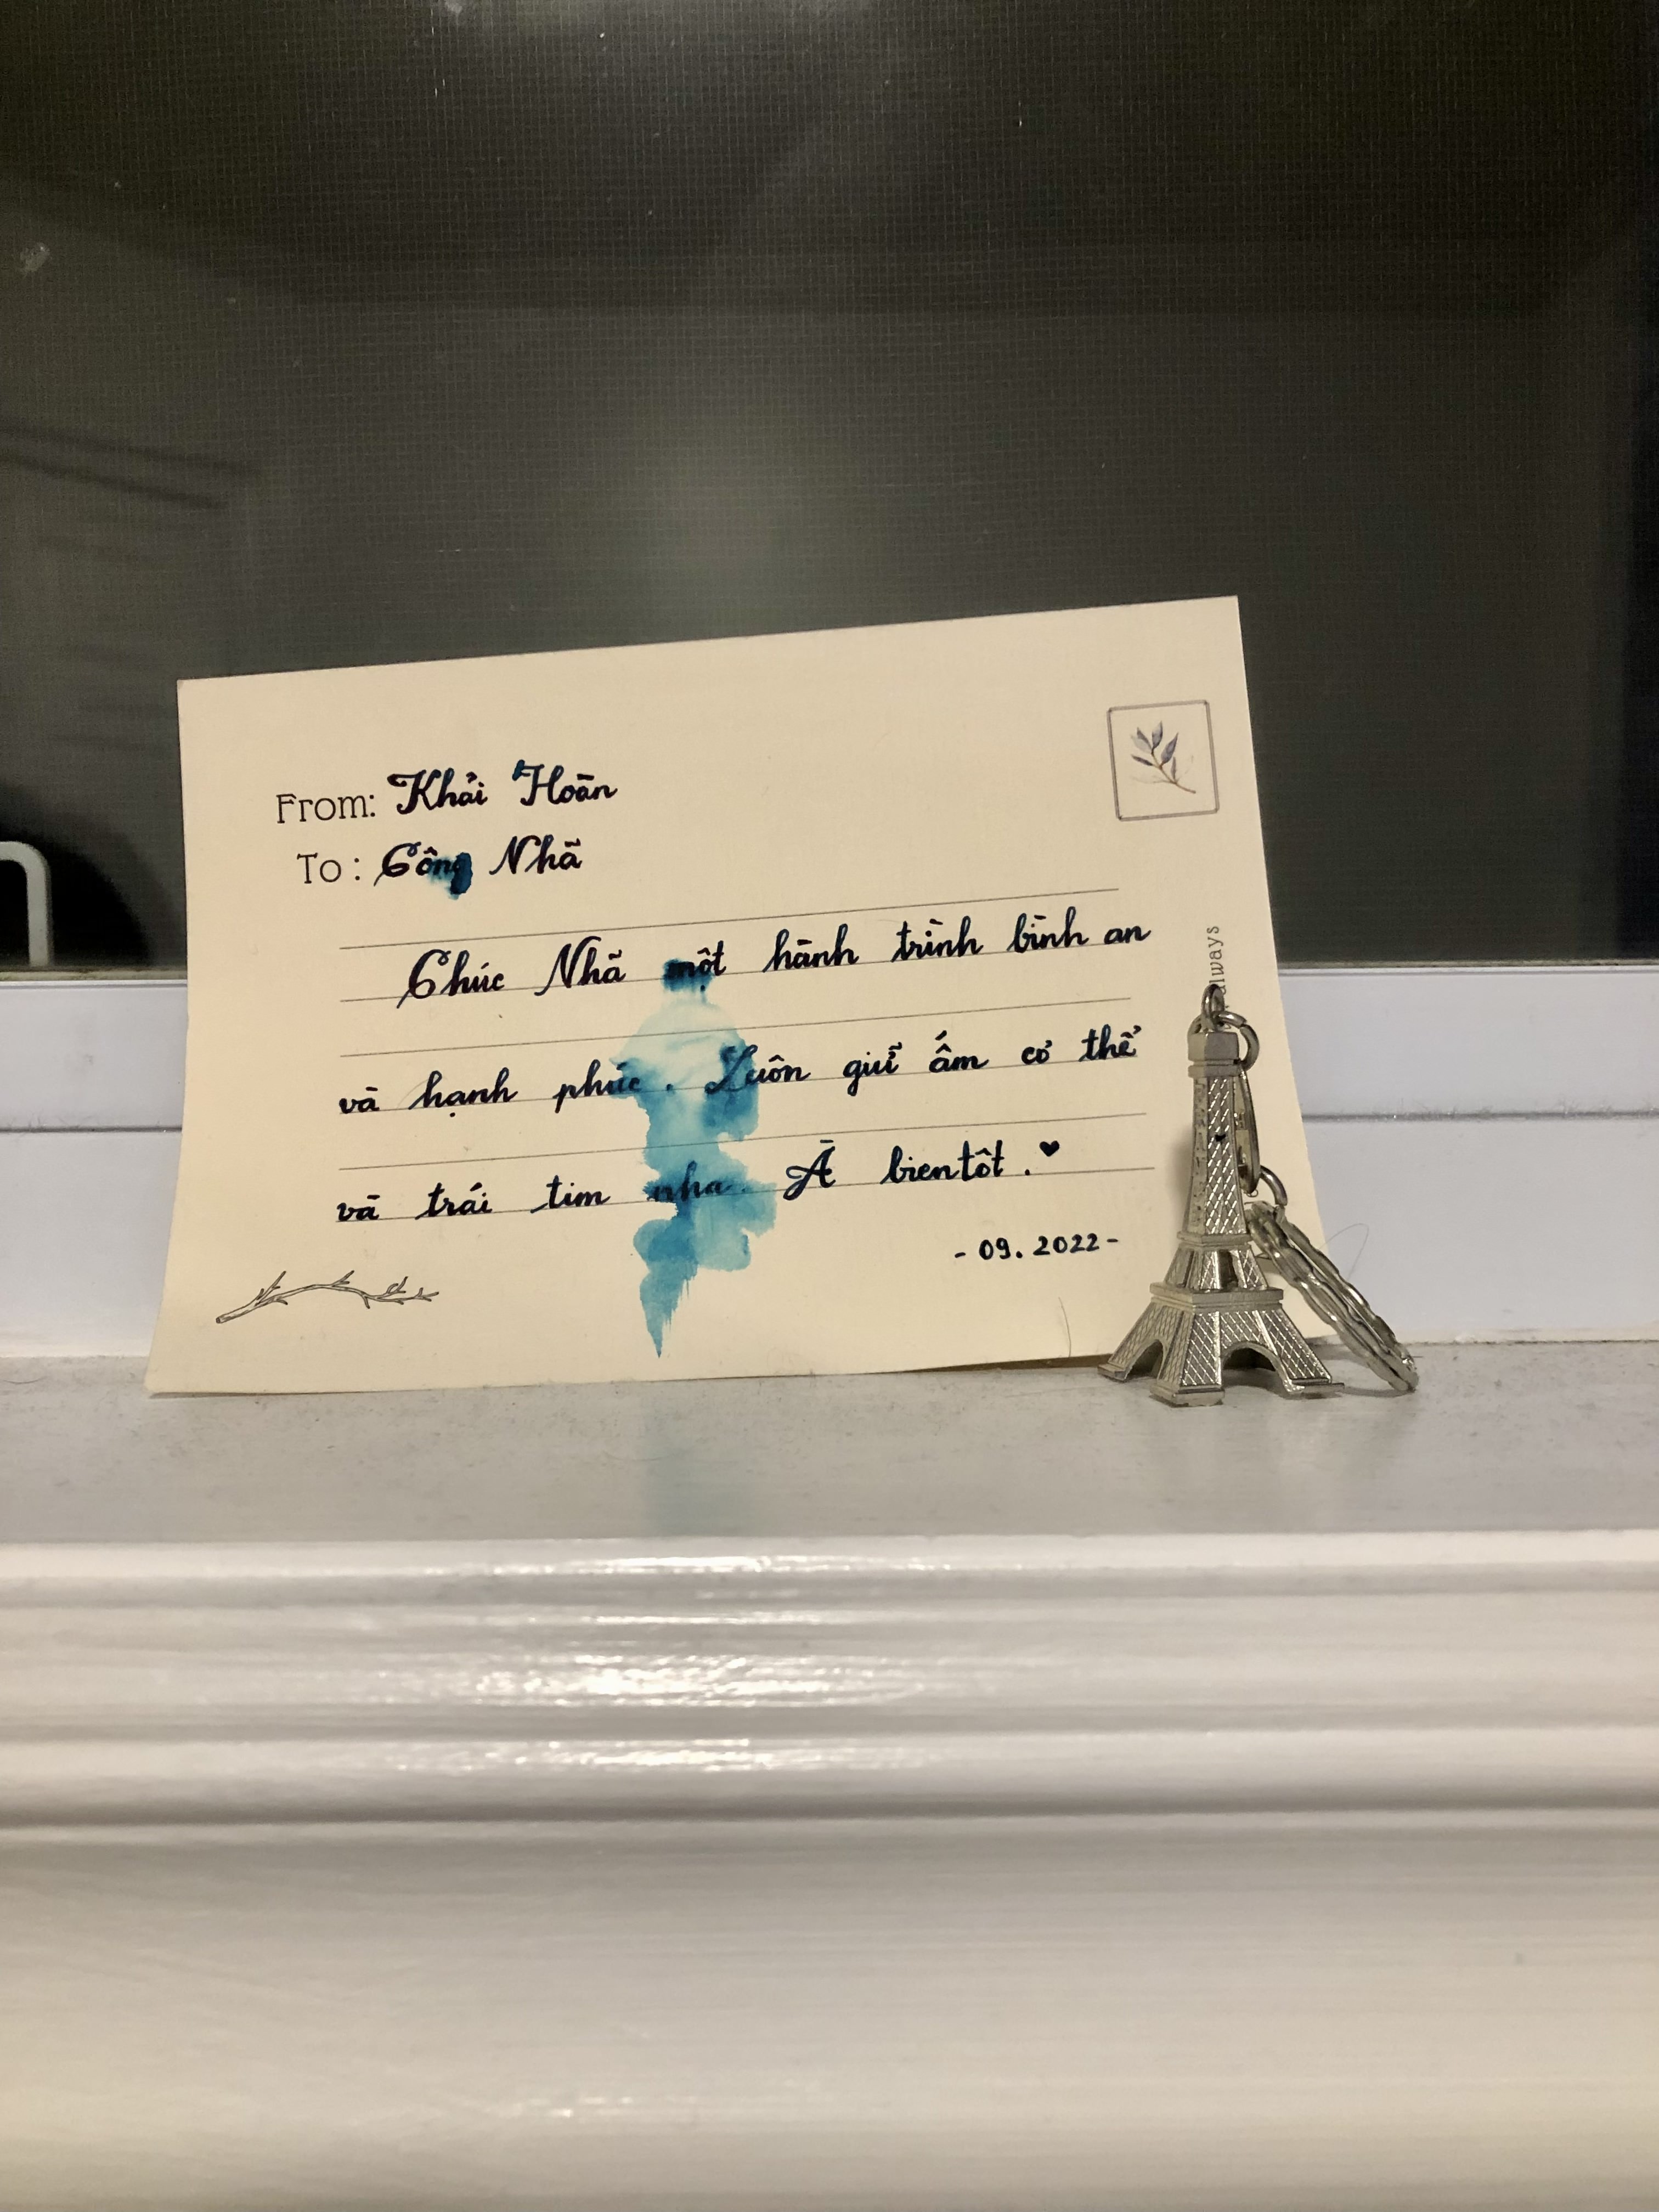 From: Khải Hoàn
To: Công Nhã
Chúc Nhã một hành trình bình an
và hạnh phúc. Luôn giữ ấm cơ thể
và trái tim nha. À bientôt.♥
- 09. 2022-
always